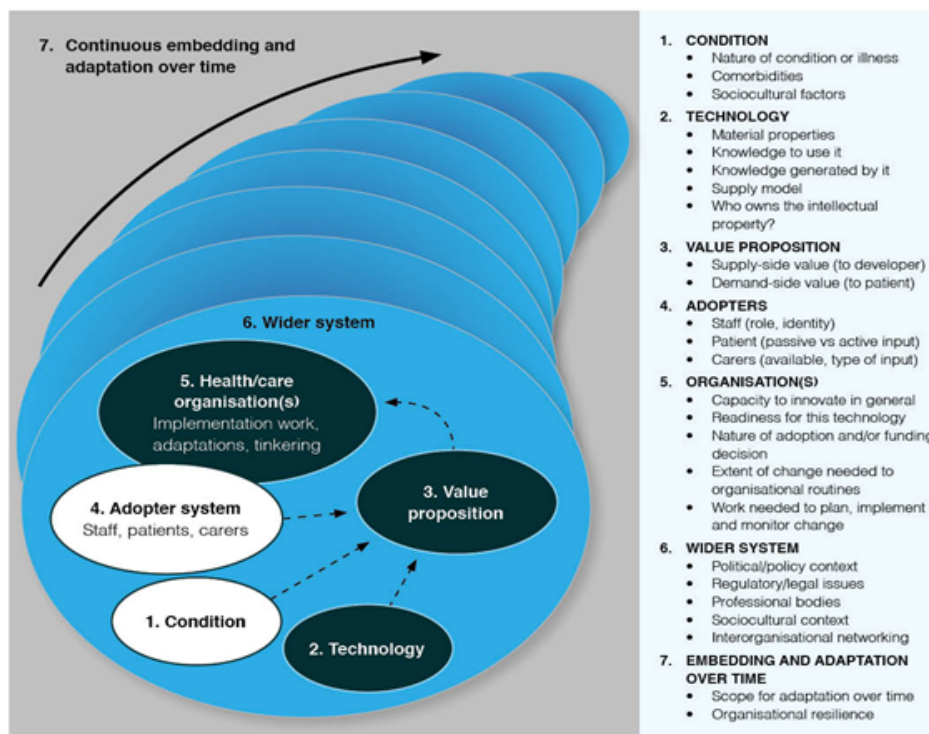 7. Continuous embedding and
adaptation over time
6. Wider system
5. Health/care
organisation(s)
Implementation work,
adaptations, tinkering
4. Adopter system
Staff, patients, carers
3. Value
proposition
1. Condition
2. Technology
1. CONDITION
• Nature of condition or illness
• Comorbidities
• Sociocultural factors
2. TECHNOLOGY
• Material properties
• Knowledge to use it
• Knowledge generated by it
• Supply model
• Who owns the intellectual
property?
3. VALUE PROPOSITION
• Supply-side value (to developer)
• Demand-side value (to patient)
4. ADOPTERS
• Staff (role, identity)
• Patient (passive vs active input)
• Carers (available, type of input)
5. ORGANISATION(S)
• Capacity to innovate in general
• Readiness for this technology
• Nature of adoption and/or funding
decision
• Extent of change needed to
organisational routines
• Work needed to plan, implement
and monitor change
6. WIDER SYSTEM
• Political/policy context
• Regulatory/legal issues
• Professional bodies
• Sociocultural context
• Interorganisational networking
7. EMBEDDING AND ADAPTATION
OVER TIME
• Scope for adaptation over time
• Organisational resilience